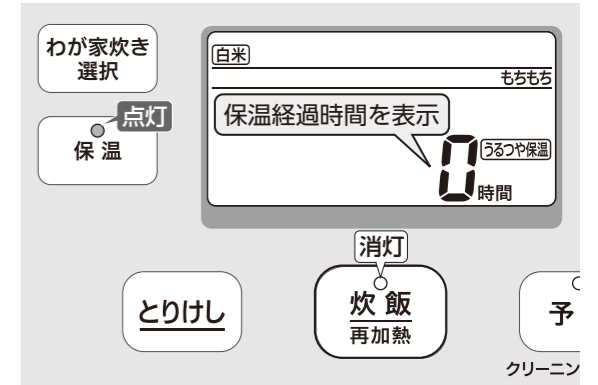 わが家炊き
選択
点灯
保温
白米
もちもち
保温経過時間を表示
0
うるつや保温
時間
消灯
とりけし
炊飯
再加熱
予
クリーニン